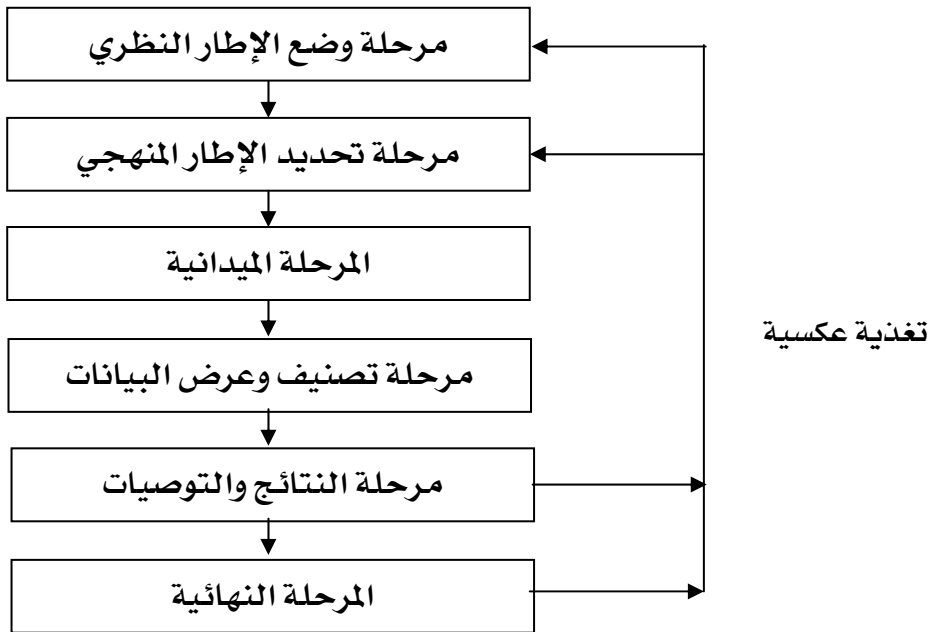 مرحلة وضع الإطار النظري
مرحلة تحديد الإطار المنهجي
المرحلة الميدانية
تغذية عكسية
مرحلة تصنيف وعرض البيانات
مرحلة النتائج والتوصيات
المرحلة النهائية